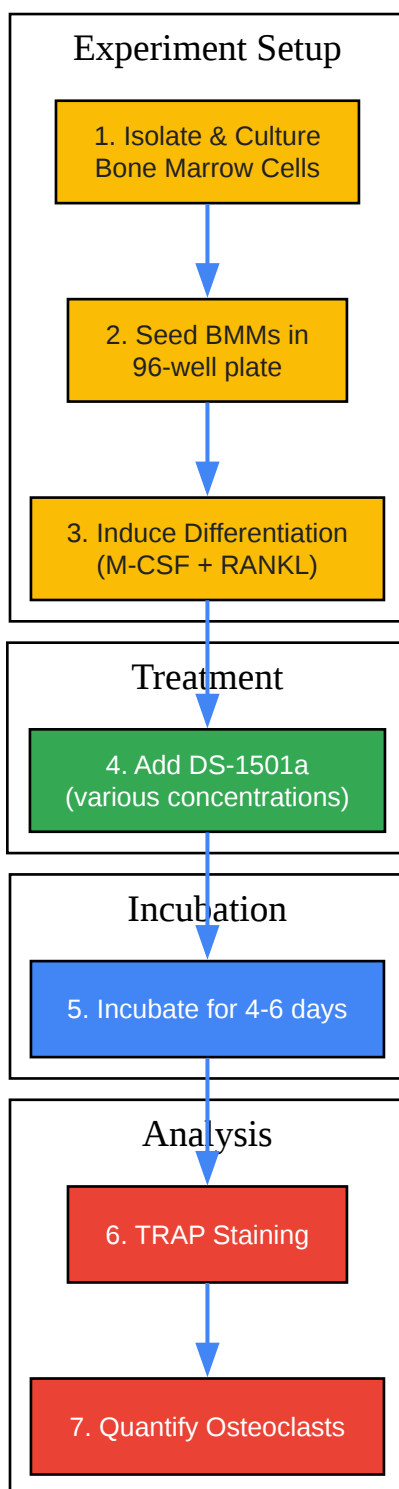 Experiment Setup
1. Isolate & Culture
Bone Marrow Cells
2. Seed BMMs in
96-well plate
3. Induce Differentiation
(M-CSF + RANKL)
Treatment
4. Add DS-1501a
(various concentrations)
Incubation
5. Incubate for 4-6 days
Analysis
6. TRAP Staining
7. Quantify Osteoclasts